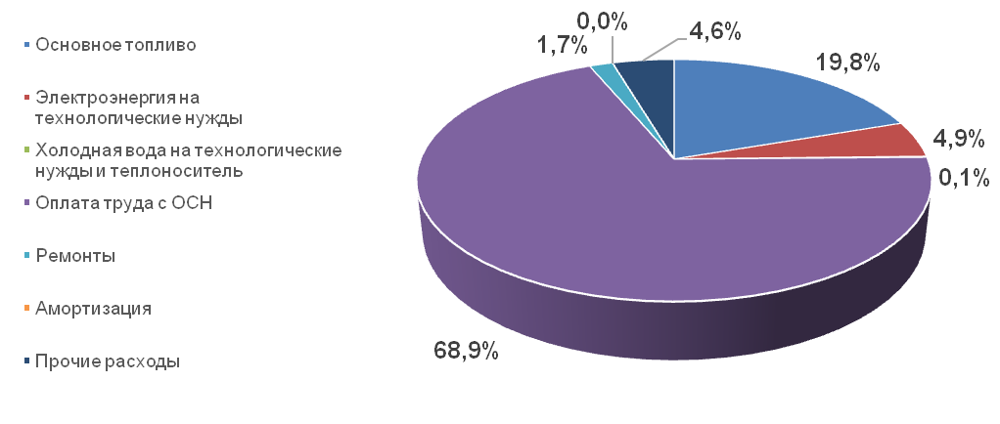 Основное топливо
Электроэнергия на
технологические нужды
Холодная вода на технологические
нужды и теплоноситель
Оплата труда с ОСН
Ремонты
Амортизация
Прочие расходы
0,0%
4,6%
1,7%
19,8%
4,9%
0,1%
68,9%